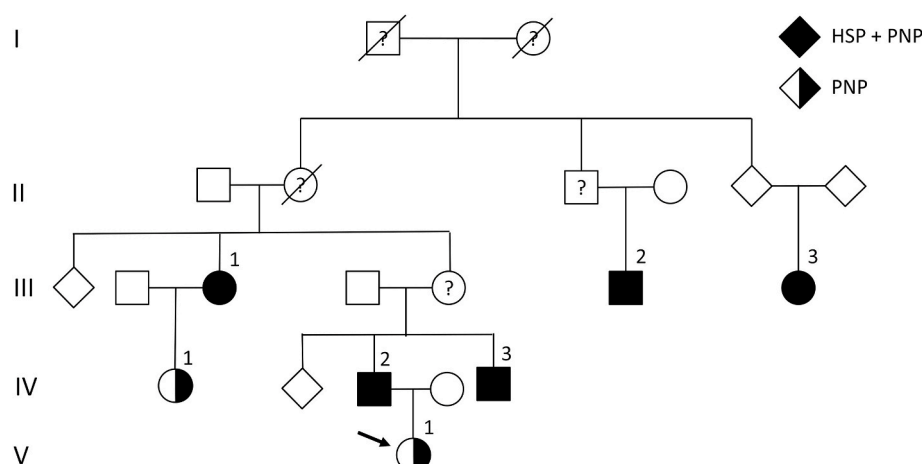 I
? ?
HSP + PNP
PNP
II
? ?
III
1 ? 2 3
IV
1 2 3
V
1